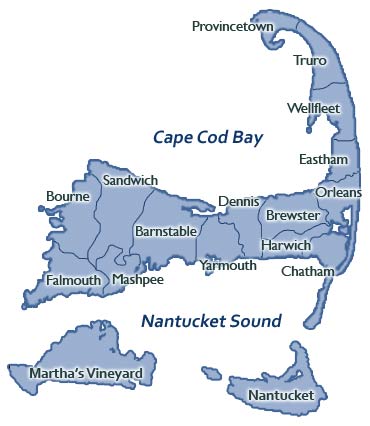 Provincetown
Truro
Wellfleet
Cape Cod Bay
Eastham
Sandwich
Orleans
Bourne
Dennis
Brewster
Barnstable
Harwich
Yarmouth
Chatham
Falmouth
Mashpee
Nantucket Sound
Martha's Vineyard
Nantucket